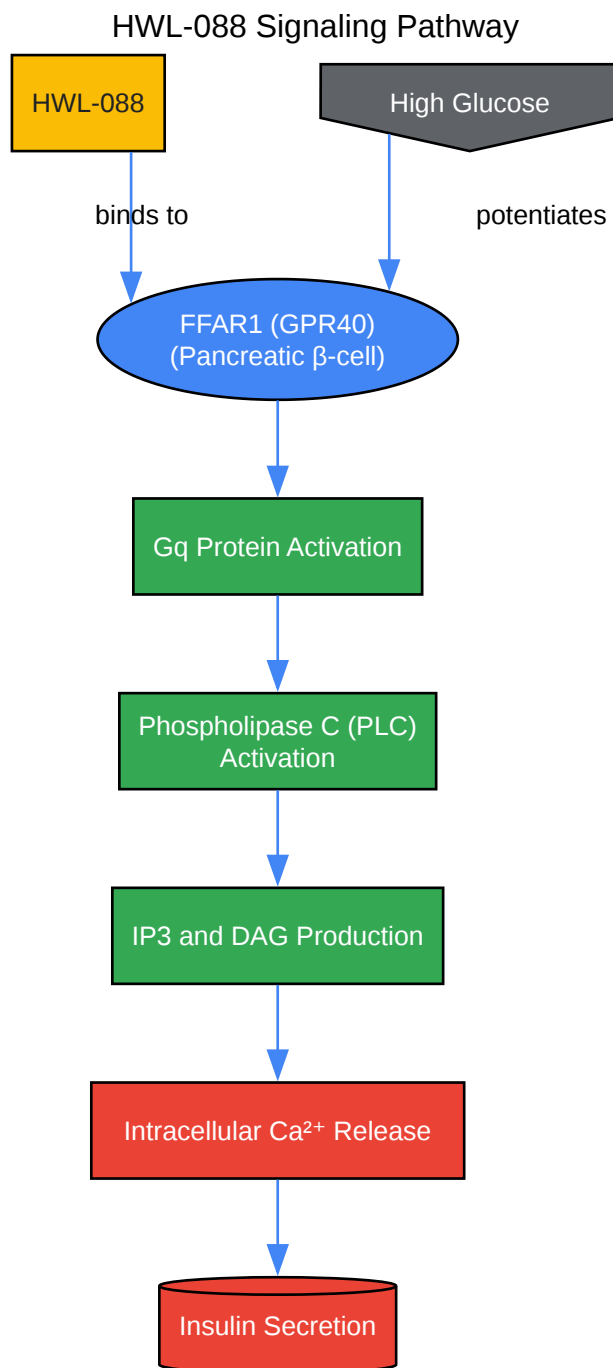 HWL-088 Signaling Pathway
HWL-088
High Glucose
binds to
potentiates
FFAR1 (GPR40)
(Pancreatic β-cell)
Gq Protein Activation
Phospholipase C (PLC)
Activation
IP3 and DAG Production
Intracellular Ca²⁺ Release
Insulin Secretion